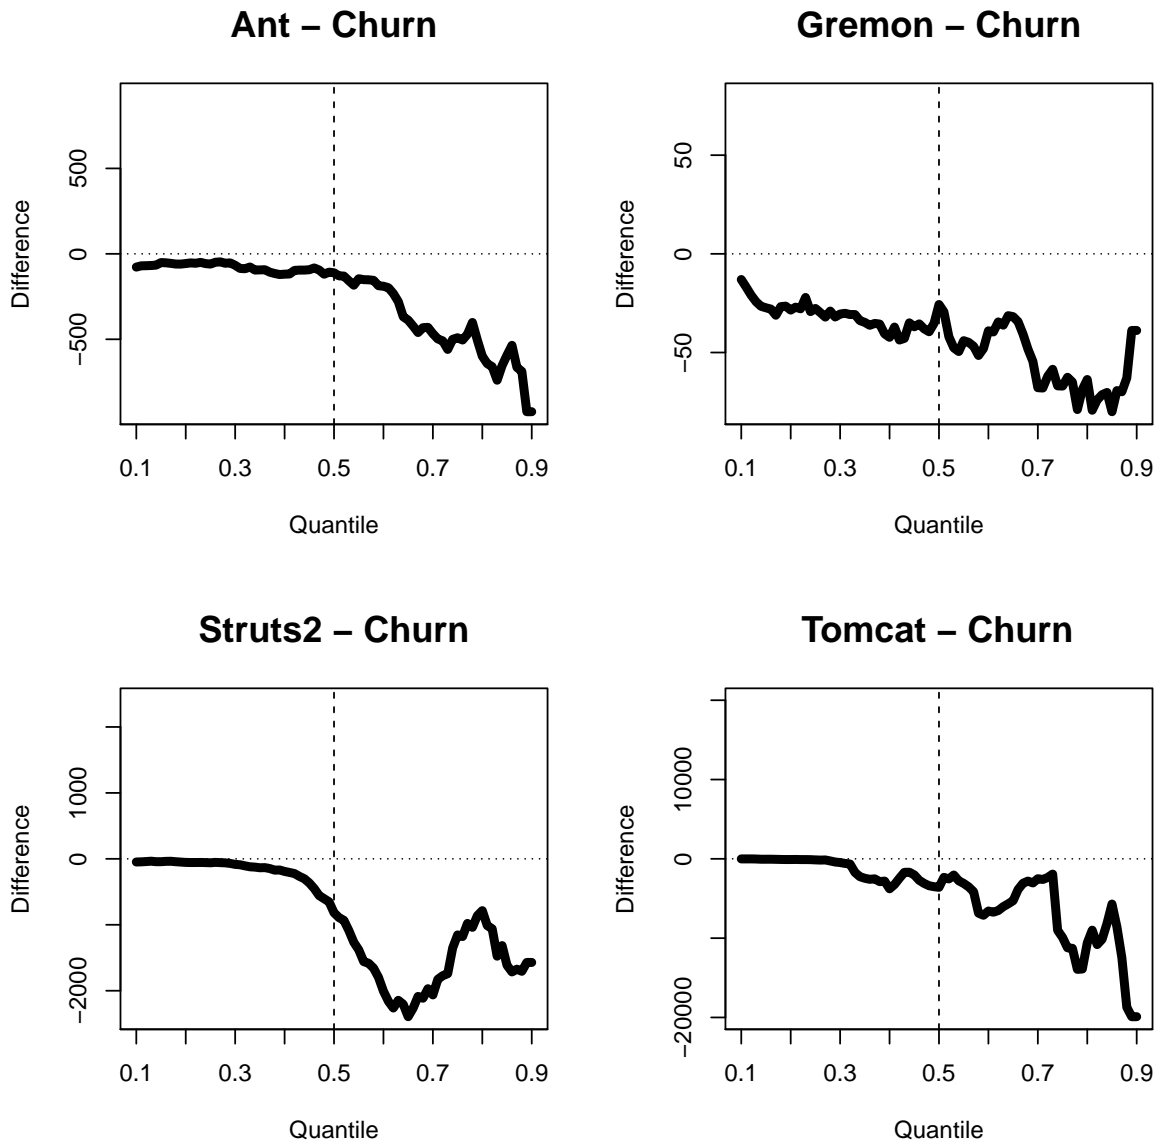 Ant – Churn
Difference
500
0
−500
0.1 0.3 0.5 0.7 0.9
Quantile
Gremon – Churn
Difference
50
0
−50
0.1 0.3 0.5 0.7 0.9
Quantile
Struts2 – Churn
Difference
1000
0
−2000
0.1 0.3 0.5 0.7 0.9
Quantile
Tomcat – Churn
Difference
10000
0
−20000
0.1 0.3 0.5 0.7 0.9
Quantile